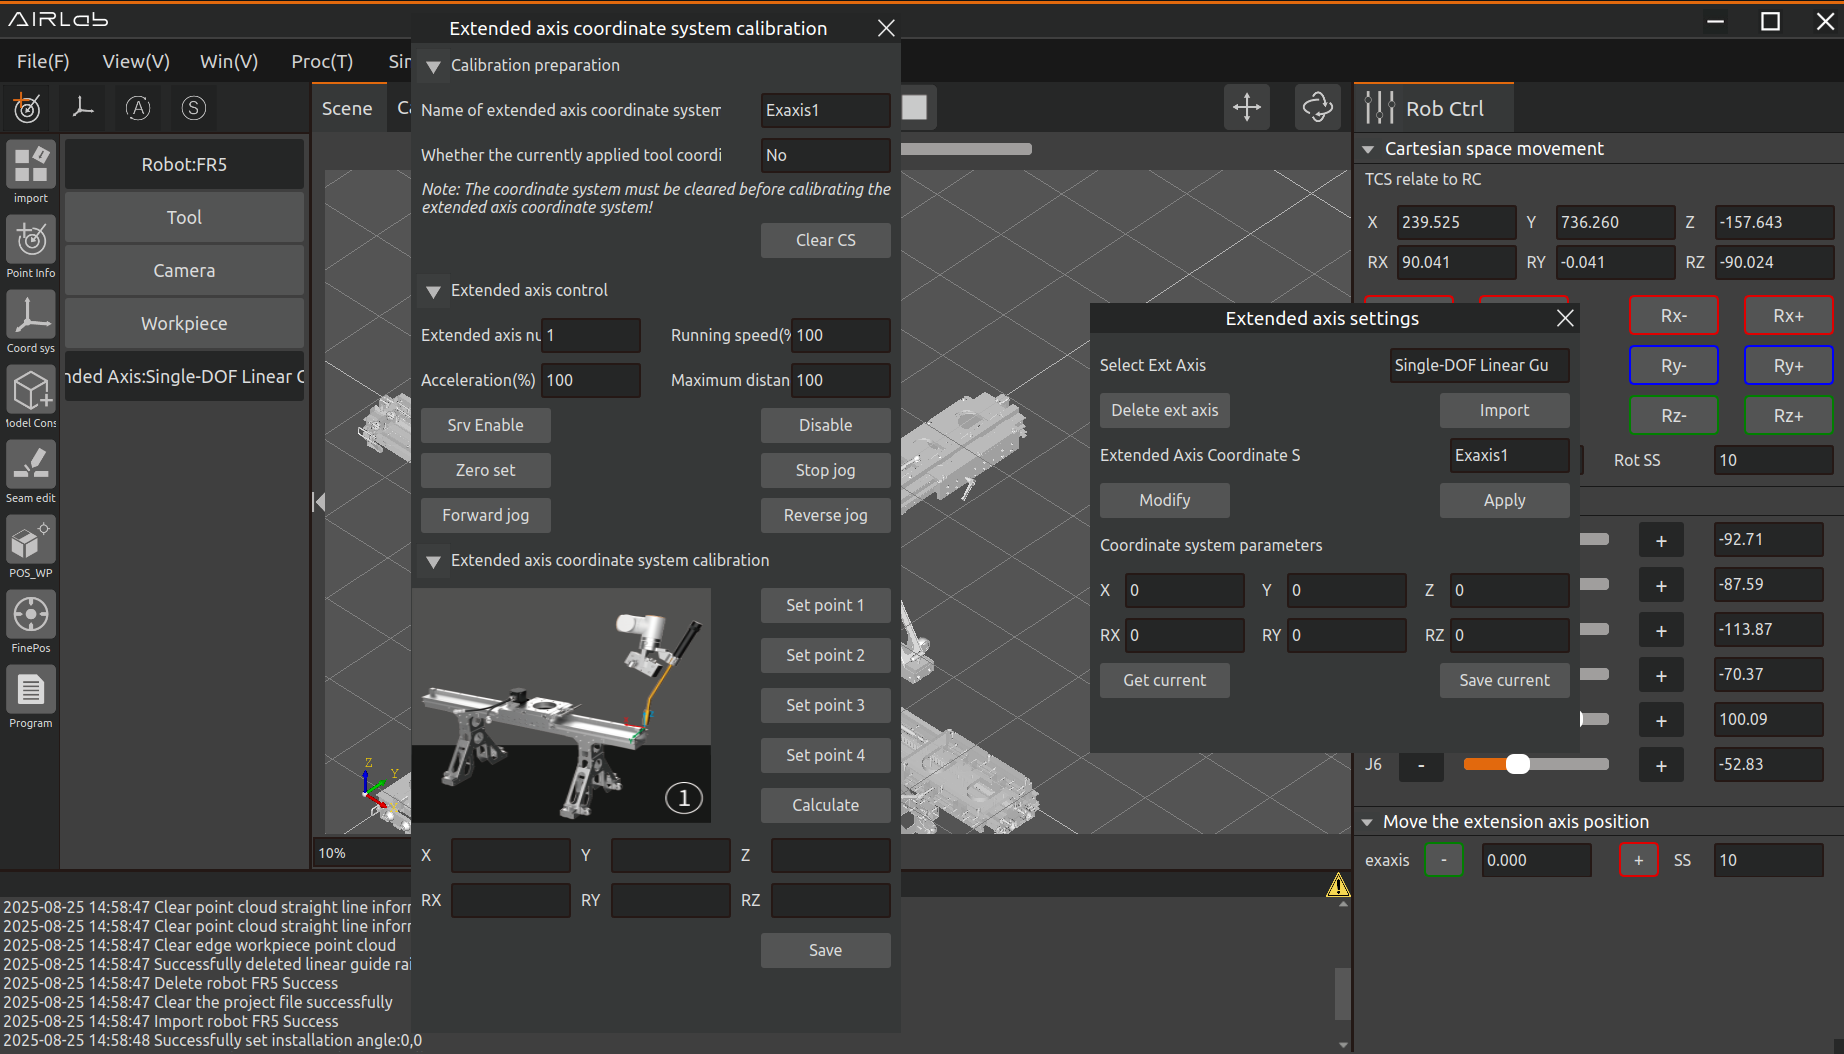 AIRLab
File(F) View(V) Win(V) Proc(T)
Scene
import
Point Info
Coord sys
Seam edit
POS_WP
FinePos
Program
Robot:FR5
Tool
Camera
Workpiece
nded Axis:Single-DOF Linear
Extended axis coordinate system calibration
Calibration preparation
Name of extended axis coordinate system Exaxis1
Whether the currently applied tool coordi No
Note: The coordinate system must be cleared before calibrating the
extended axis coordinate system!
Clear CS
Extended axis control
Extended axis nu 1 Running speed(% 100
Acceleration(%) 100 Maximum distan 100
Srv Enable Disable
Zero set Stop jog
Forward jog Reverse jog
Extended axis coordinate system calibration
Set point 1
Set point 2
Set point 3
Set point 4
Calculate
1
X Y Z
RX RY RZ
Save
Z
Y
X
10%
Extended axis settings
Select Ext Axis Single-DOF Linear Gu
Delete ext axis Import
Extended Axis Coordinate S Exaxis1
Modify Apply
Coordinate system parameters
X 0 Y 0 Z 0
RX 0 RY 0 RZ 0
Get current Save current
Rob Ctrl
Cartesian space movement
TCS relate to RC
X 239.525 Y 736.260 Z -157.643
RX 90.041 RY -0.041 RZ -90.024
Rx- Rx+
Ry- Ry+
Rz- Rz+
Rot SS 10
+ -92.71
+ -87.59
+ -113.87
+ -70.37
+ 100.09
J6 - + -52.83
Move the extension axis position
exaxis - 0.000 + SS 10
2025-08-25 14:58:47 Clear point cloud straight line infor
2025-08-25 14:58:47 Clear point cloud straight line infor
2025-08-25 14:58:47 Clear edge workpiece point cloud
2025-08-25 14:58:47 Successfully deleted linear guide rai
2025-08-25 14:58:47 Delete robot FR5 Success
2025-08-25 14:58:47 Clear the project file successfully
2025-08-25 14:58:47 Import robot FR5 Success
2025-08-25 14:58:48 Successfully set installation angle:0,0